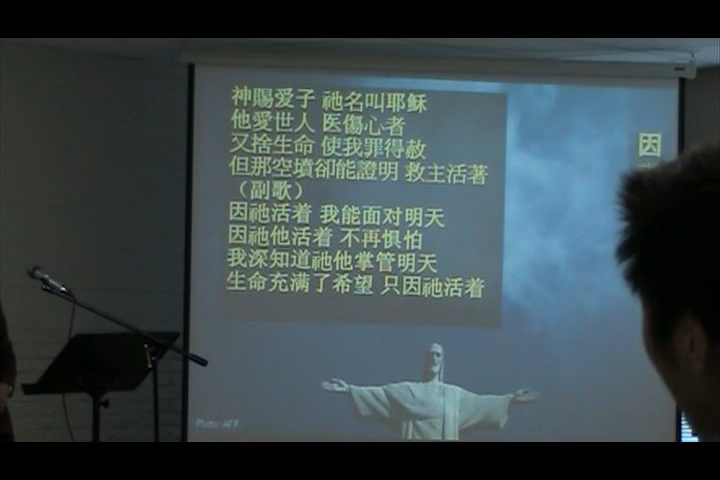 神賜爱子 祂名叫耶稣
他愛世人 医傷心者
又捨生命 使我罪得赦
但那空墳卻能證明 救主活著
（副歌）
因祂活着 我能面对明天
因祂他活着 不再惧怕
我深知道祂他掌管明天
生命充满了希望 只因祂活着
因
Photo: AFP